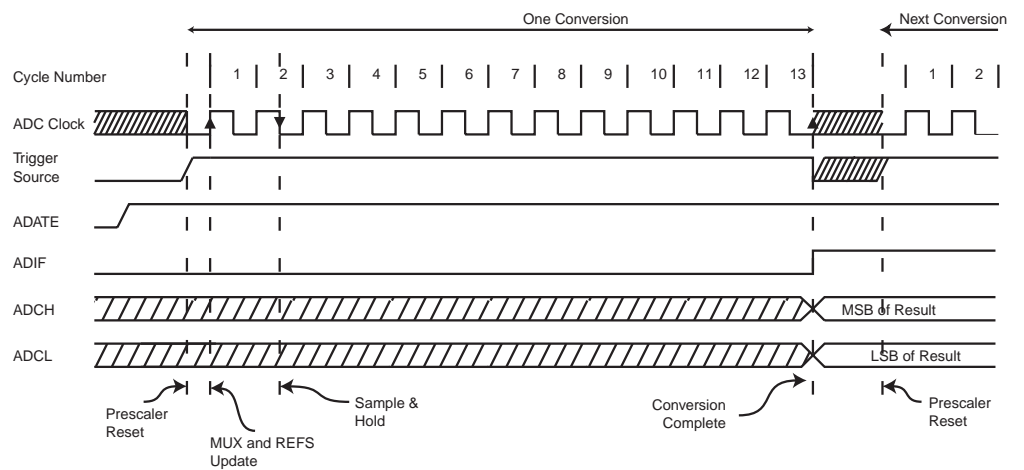 One Conversion
Next Conversion
Cycle Number
1 2 3 4 5 6 7 8 9 10 11 12 13 1 2
ADC Clock
Trigger
Source
ADATE
ADIF
ADCH
MSB of Result
ADCL
LSB of Result
Prescaler
Reset
MUX and REFS
Update
Sample &
Hold
Conversion
Complete
Prescaler
Reset